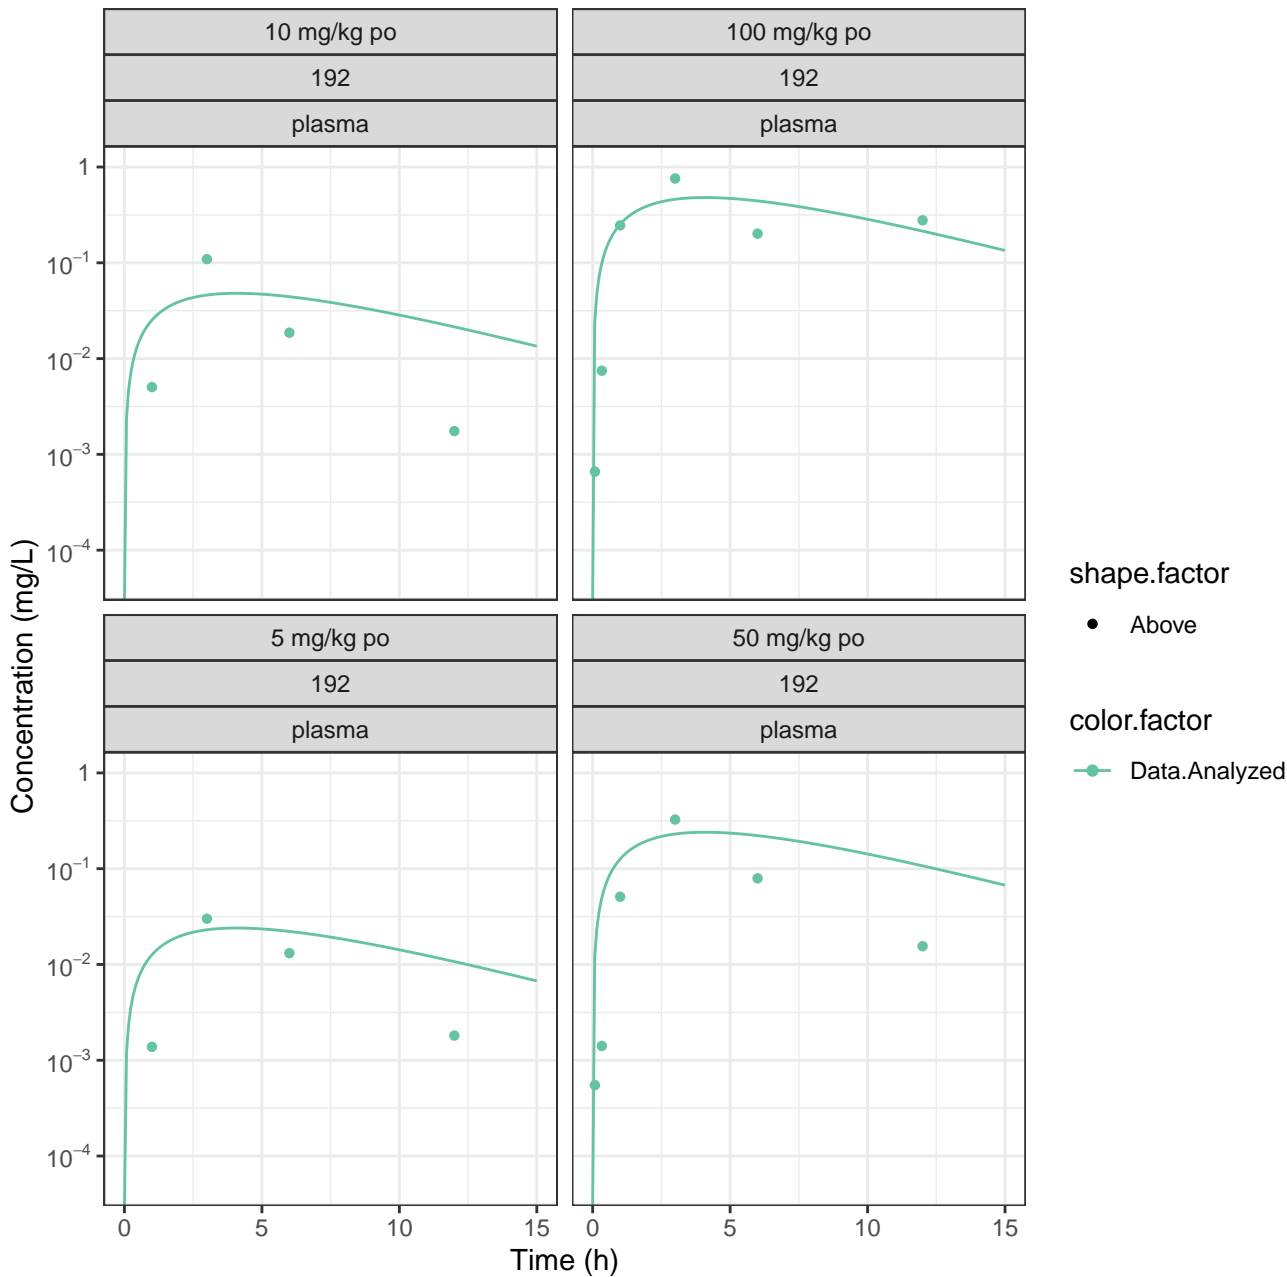 10 mg/kg po
192
plasma
100 mg/kg po
192
plasma
1
10⁻¹
10⁻²
10⁻³
10⁻⁴
5 mg/kg po
192
plasma
50 mg/kg po
192
plasma
1
10⁻¹
10⁻²
10⁻³
10⁻⁴
0 5 10 15
0 5 10 15
Time (h)
Concentration (mg/L)
shape.factor
Above
color.factor
Data.Analyzed